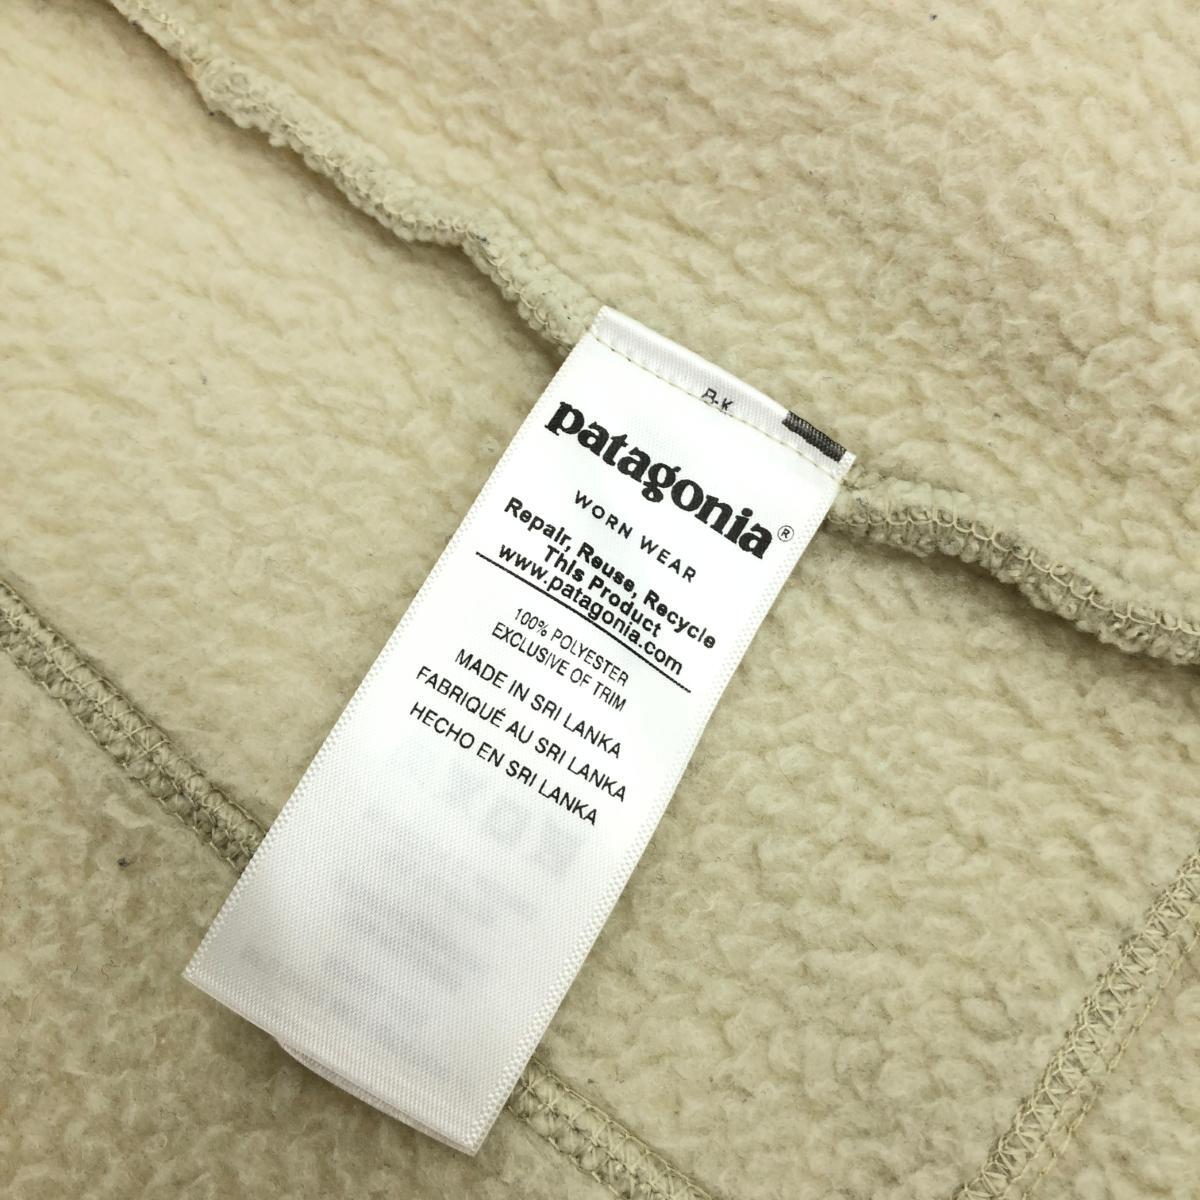 patagonia®
WORN WEAR
Repair, Reuse, Recycle
This Product
www.patagonia.com
100% POLYESTER
EXCLUSIVE OF TRIM
MADE IN SRI LANKA
FABRIQUÉ AU SRI LANKA
HECHO EN SRI LANKA